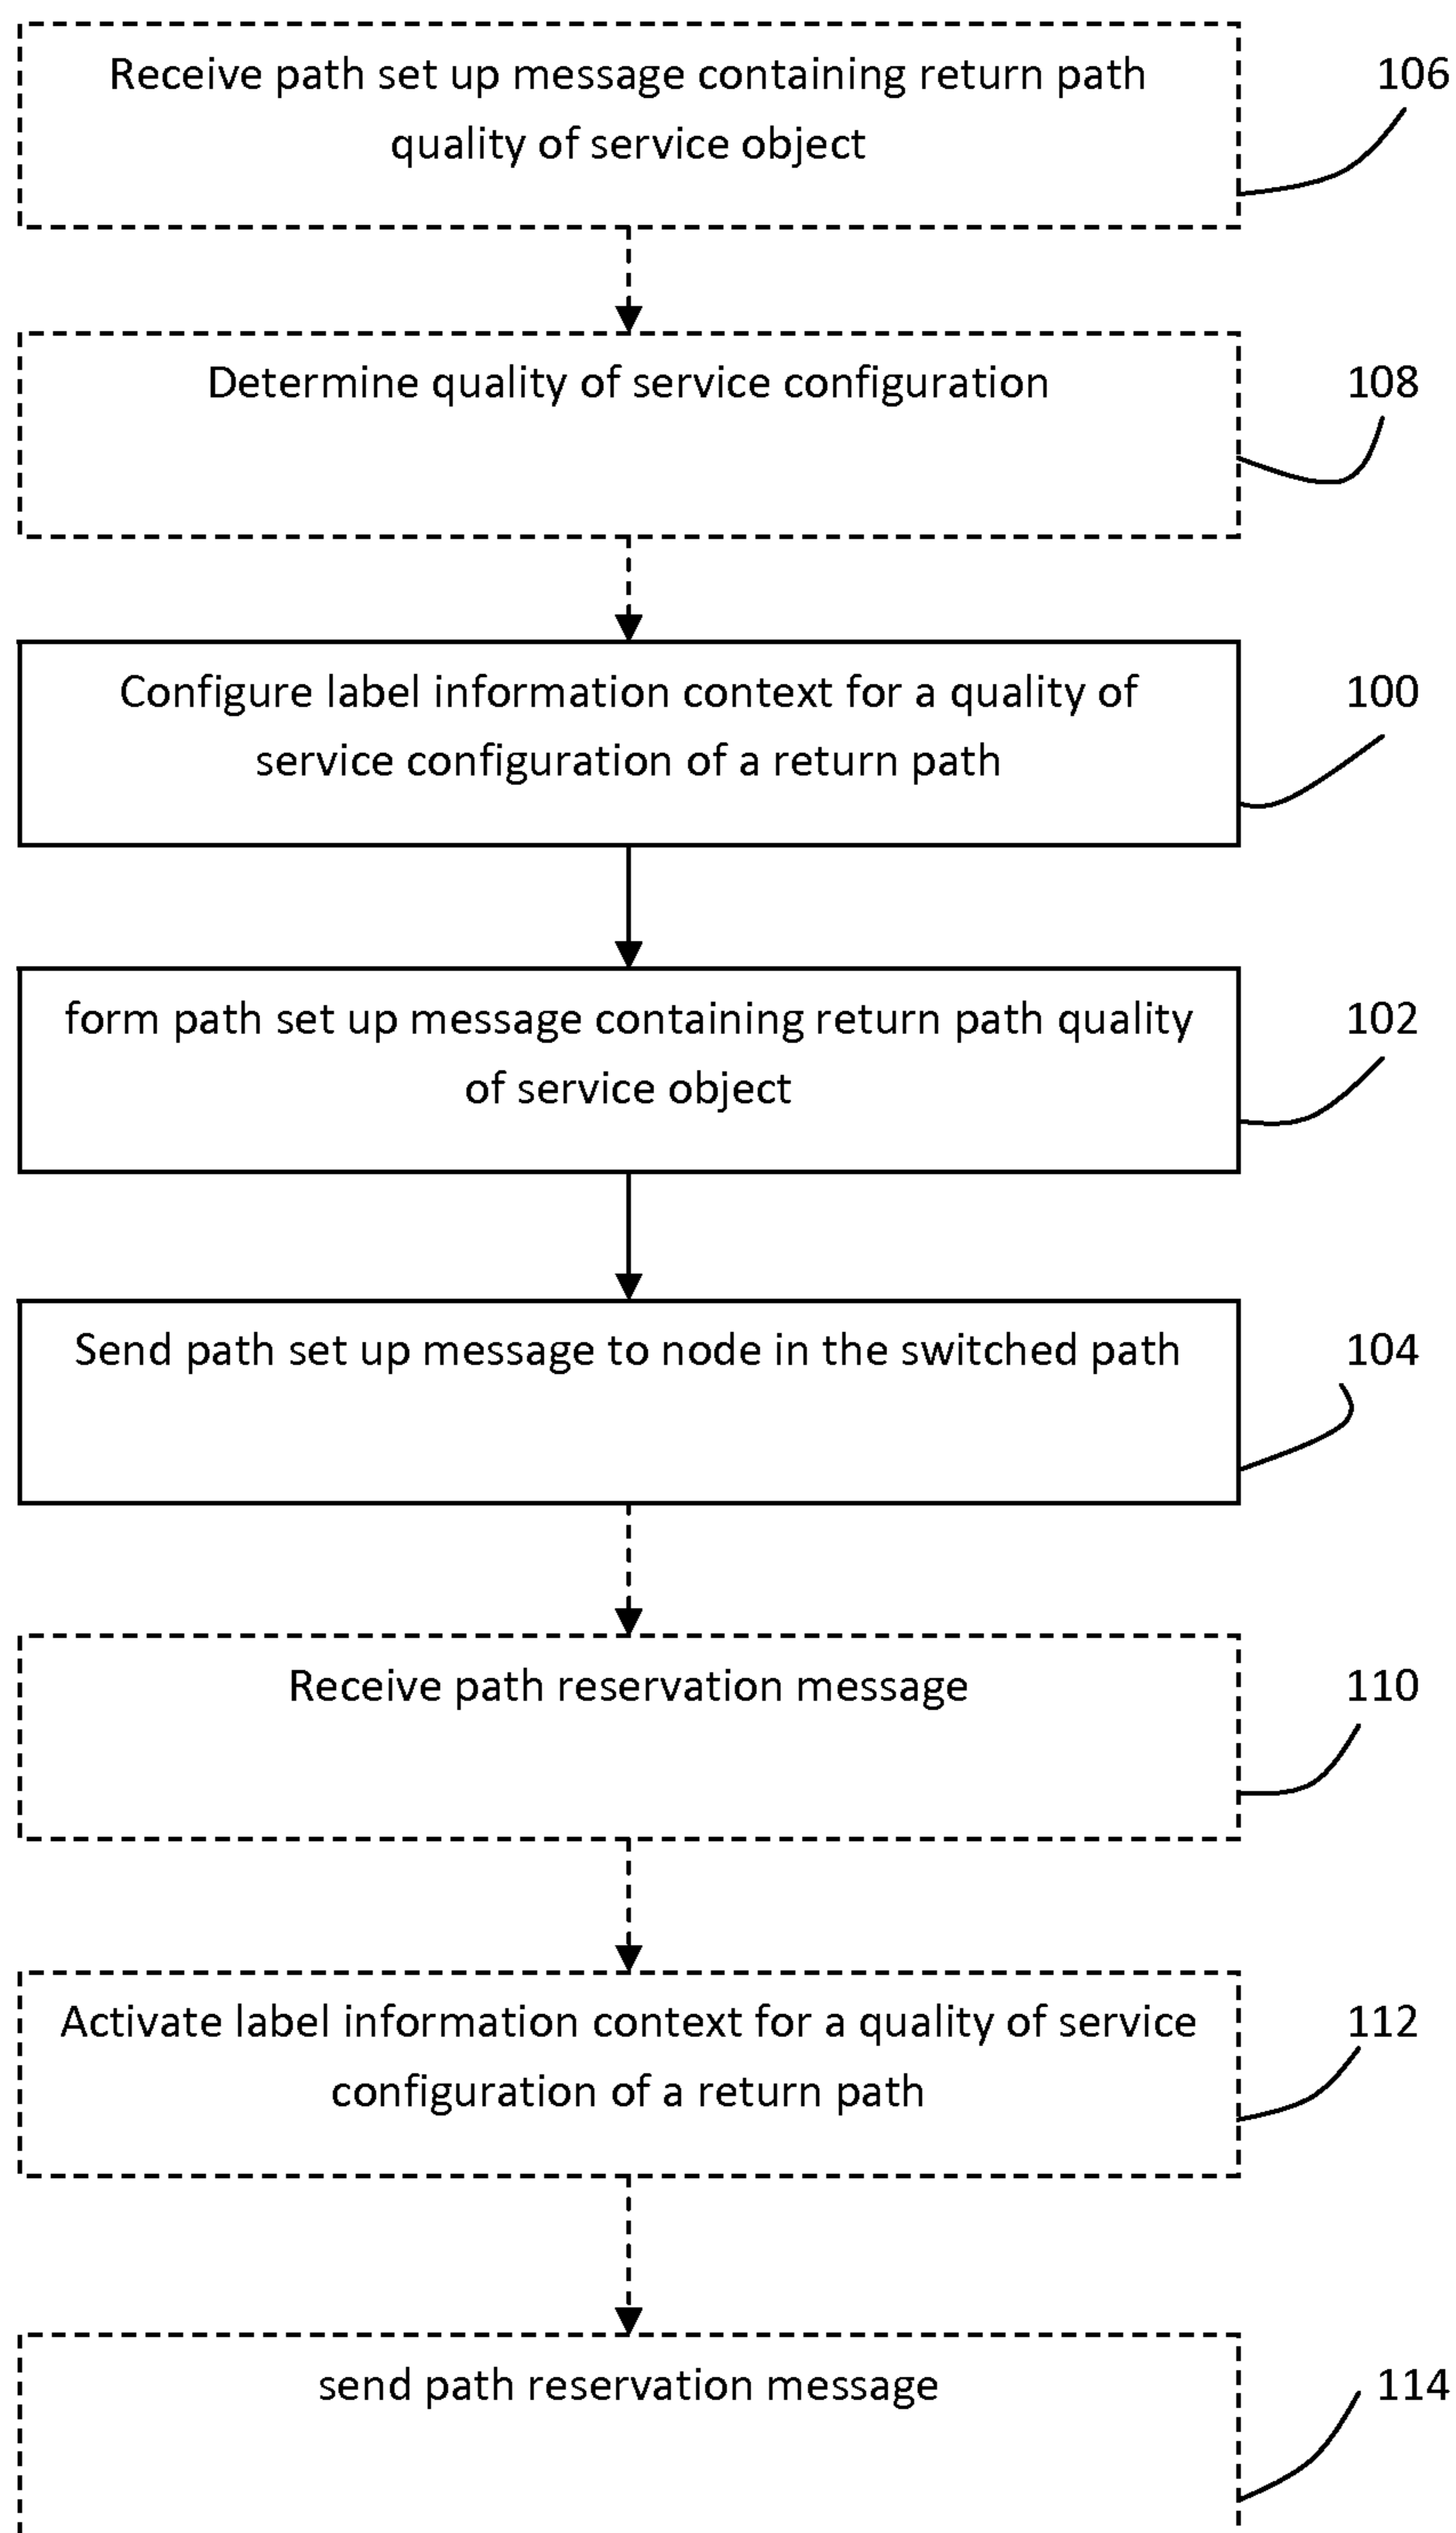 Receive path set up message containing return path
quality of service object
106
Determine quality of service configuration
108
Configure label information context for a quality of
service configuration of a return path
100
form path set up message containing return path quality
of service object
102
Send path set up message to node in the switched path
104
Receive path reservation message
110
Activate label information context for a quality of service
configuration of a return path
112
send path reservation message
114